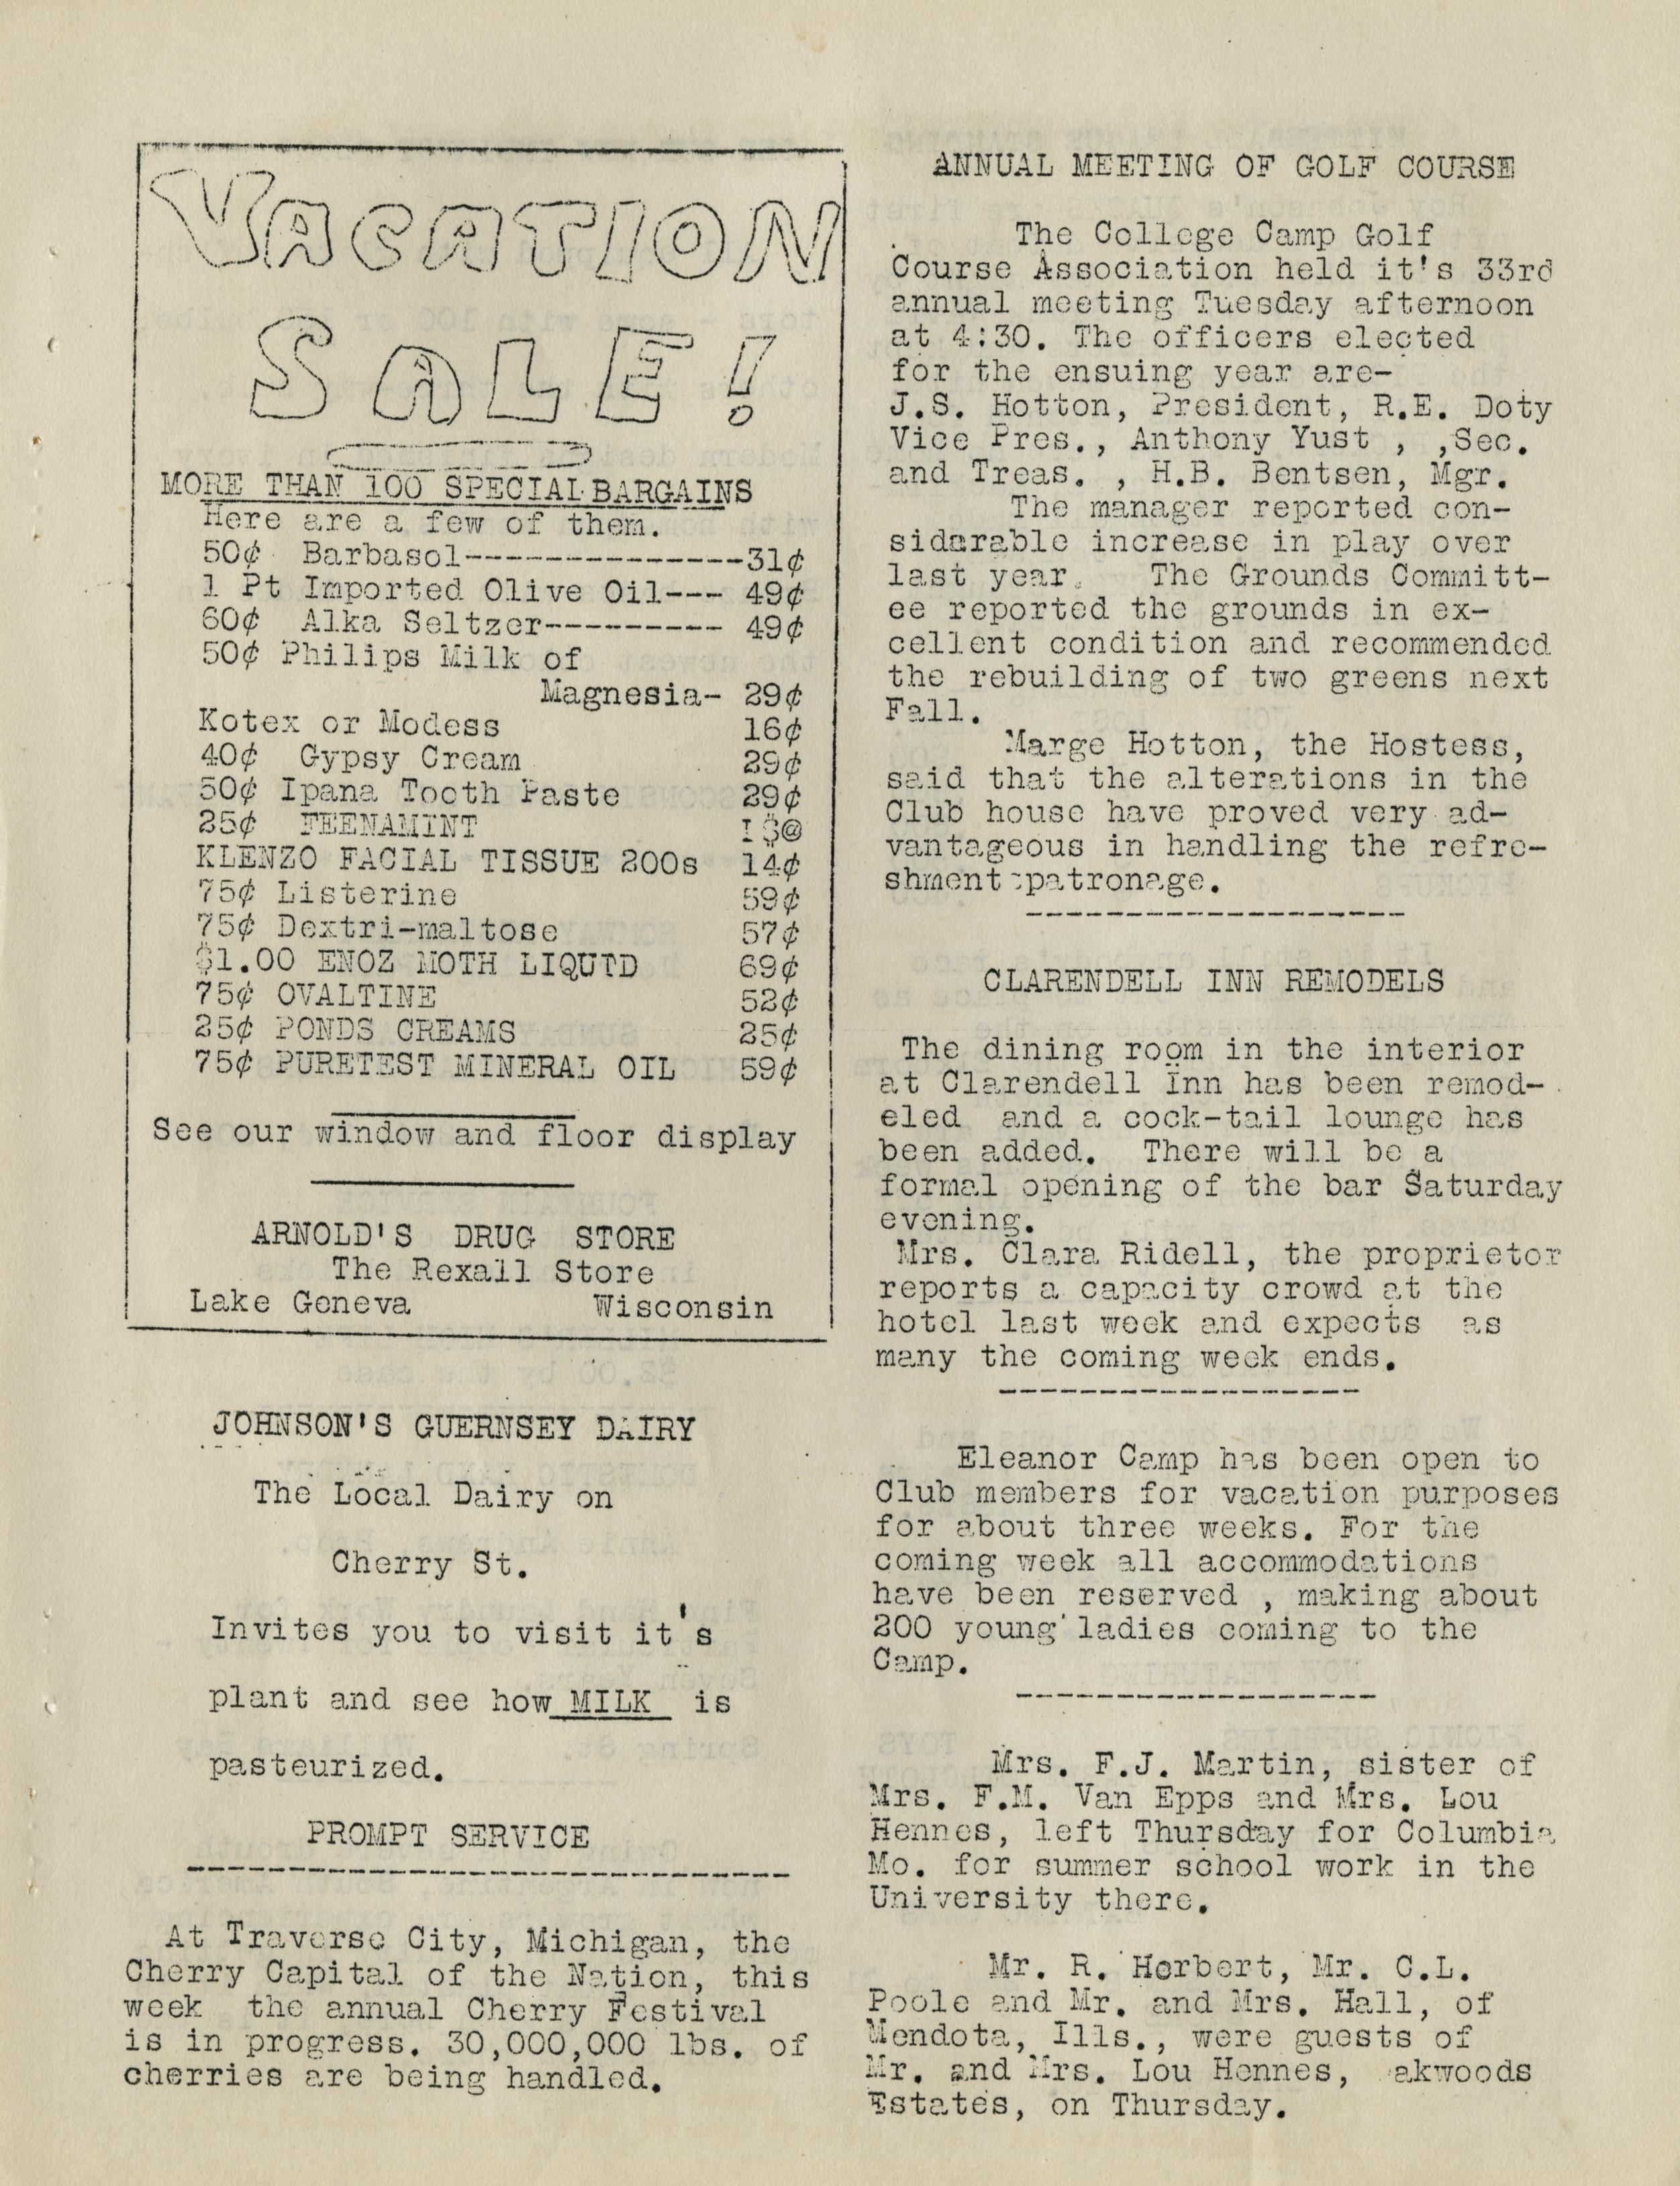 VACATION
SALE!
MORE THAN 100 SPECIAL BARGAINS
Here are a few of them.
50¢ Barbasol---------------31¢
1 Pt Imported Olive Oil--- 49¢
60¢ Alka Seltzer--------- 49¢
50¢ Philips Milk of
Magnesia- 29¢
Kotex or Modess 16¢
40¢ Gypsy Cream 29¢
50¢ Ipana Tooth Paste 29¢
25¢ FEENAMINT I$@
KLENZO FACIAL TISSUE 200s 14¢
75¢ Listerine 59¢
75¢ Dextri-maltose 57¢
$1.00 ENOZ MOTH LIQUTD 69¢
75¢ OVALTINE 52¢
25¢ PONDS CREAMS 25¢
75¢ PURETEST MINERAL OIL 59¢
See our window and floor display
ARNOLD'S DRUG STORE
The Rexall Store
Lake Geneva Wisconsin
JOHNSON'S GUERNSEY DAIRY
The Local Dairy on
Cherry St.
Invites you to visit it's
plant and see how MILK is
pasteurized.
PROMPT SERVICE
------------------------------
At Traverse City, Michigan, the
Cherry Capital of the Nation, this
week the annual Cherry Festival
is in progress. 30,000,000 lbs. of
cherries are being handled.
ANNUAL MEETING OF GOLF COURSE
The College Camp Golf
Course Association held it's 33rd
annual meeting Tuesday afternoon
at 4:30. The officers elected
for the ensuing year are-
J.S. Hotton, President, R.E. Doty
Vice Pres., Anthony Yust , ,Sec.
and Treas. , H.B. Bentsen, Mgr.
The manager reported con-
siderable increase in play over
last year. The Grounds Committ-
ee reported the grounds in ex-
cellent condition and recommended
the rebuilding of two greens next
Fall.
Marge Hotton, the Hostess,
said that the alterations in the
Club house have proved very ad-
vantageous in handling the refre-
shment patronage.
-------------------
CLARENDELL INN REMODELS
The dining room in the interior
at Clarendell Inn has been remod-
eled and a cock-tail lounge has
been added. There will be a
formal opening of the bar Saturday
evening.
Mrs. Clara Ridell, the proprietor
reports a capacity crowd at the
hotel last week and expects as
many the coming week ends.
------------------
Eleanor Camp has been open to
Club members for vacation purposes
for about three weeks. For the
coming week all accommodations
have been reserved , making about
200 young ladies coming to the
Camp.
------------------
Mrs. F.J. Martin, sister of
Mrs. F.M. Van Epps and Mrs. Lou
Hennes, left Thursday for Columbia
Mo. for summer school work in the
University there.
Mr. R. Herbert, Mr. C.L.
Poole and Mr. and Mrs. Hall, of
Mendota, Ills., were guests of
Mr. and Mrs. Lou Hennes, akwoods
Estates, on Thursday.